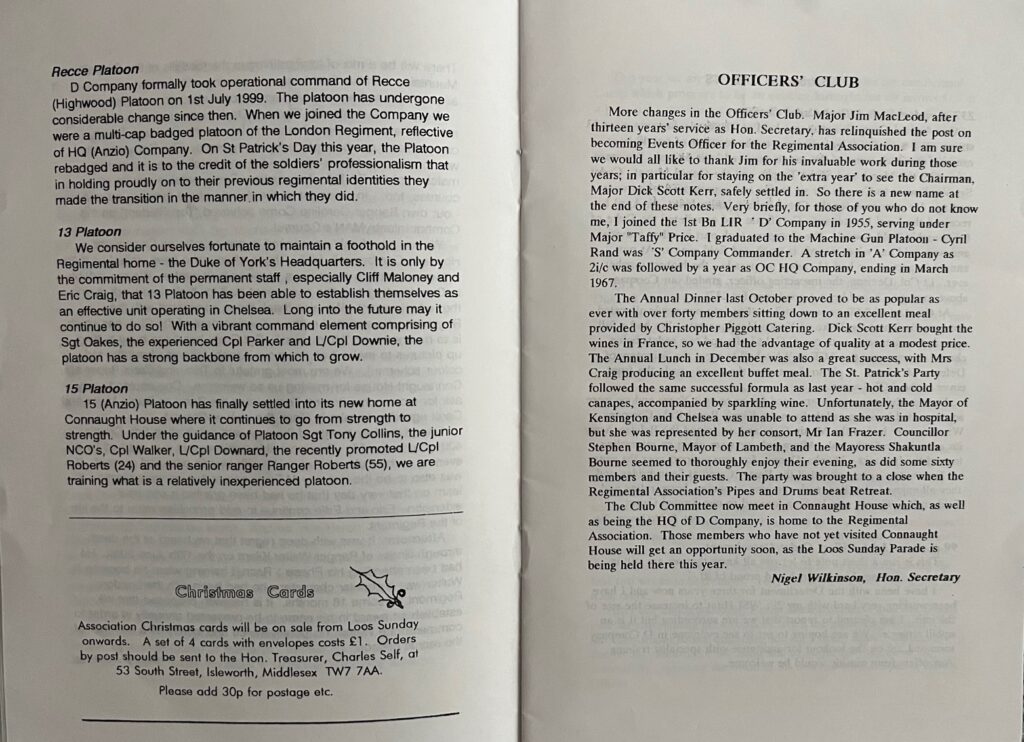 Recce Platoon
D Company formally took operational command of Recce
(Highwood) Platoon on 1st July 1999. The platoon has undergone
considerable change since then. When we joined the Company we
were a multi-cap badged platoon of the London Regiment, reflective
of HQ (Anzio) Company. On St Patrick's Day this year, the Platoon
rebadged and it is to the credit of the soldiers' professionalism that
in holding proudly on to their previous regimental identities they
made the transition in the manner in which they did.
13 Platoon
We consider ourselves fortunate to maintain a foothold in the
Regimental home - the Duke of York's Headquarters. It is only by
the commitment of the permanent staff , especially Cliff Maloney and
Eric Craig, that 13 Platoon has been able to establish themselves as
an effective unit operating in Chelsea. Long into the future may it
continue to do so! With a vibrant command element comprising of
Sgt Oakes, the experienced Cpl Parker and L/Cpl Downie, the
platoon has a strong backbone from which to grow.
15 Platoon
15 (Anzio) Platoon has finally settled into its new home at
Connaught House where it continues to go from strength to
strength. Under the guidance of Platoon Sgt Tony Collins, the junior
NCO's, Cpl Walker, L/Cpl Downard, the recently promoted L/Cpl
Roberts (24) and the senior ranger Ranger Roberts (55), we are
training what is a relatively inexperienced platoon.
Christmas Cards
Association Christmas cards will be on sale from Loos Sunday
onwards. A set of 4 cards with envelopes costs £1. Orders
by post should be sent to the Hon. Treasurer, Charles Self, at
53 South Street, Isleworth, Middlesex TW7 7AA.
Please add 30p for postage etc.
OFFICERS' CLUB
More changes in the Officers' Club. Major Jim MacLeod, after
thirteen years' service as Hon. Secretary, has relinquished the post on
becoming Events Officer for the Regimental Association. I am sure
we would all like to thank Jim for his invaluable work during those
years; in particular for staying on the 'extra year' to see the Chairman,
Major Dick Scott Kerr, safely settled in. So there is a new name at
the end of these notes. Very briefly, for those of you who do not know
me, I joined the 1st Bn LIR ' D' Company in 1955, serving under
Major "Taffy" Price. I graduated to the Machine Gun Platoon - Cyril
Rand was 'S' Company Commander. A stretch in 'A' Company as
2i/c was followed by a year as OC HQ Company, ending in March
1967.
The Annual Dinner last October proved to be as popular as
ever with over forty members sitting down to an excellent meal
provided by Christopher Piggott Catering. Dick Scott Kerr bought the
wines in France, so we had the advantage of quality at a modest price.
The Annual Lunch in December was also a great success, with Mrs
Craig producing an excellent buffet meal. The St. Patrick's Party
followed the same successful formula as last year - hot and cold
canapes, accompanied by sparkling wine. Unfortunately, the Mayor of
Kensington and Chelsea was unable to attend as she was in hospital,
but she was represented by her consort, Mr Ian Frazer. Councillor
Stephen Bourne, Mayor of Lambeth, and the Mayoress Shakuntla
Bourne seemed to thoroughly enjoy their evening, as did some sixty
members and their guests. The party was brought to a close when the
Regimental Association's Pipes and Drums beat Retreat.
The Club Committee now meet in Connaught House which, as well
as being the HQ of D Company, is home to the Regimental
Association. Those members who have not yet visited Connaught
House will get an opportunity soon, as the Loos Sunday Parade is
being held there this year.
Nigel Wilkinson, Hon. Secretary